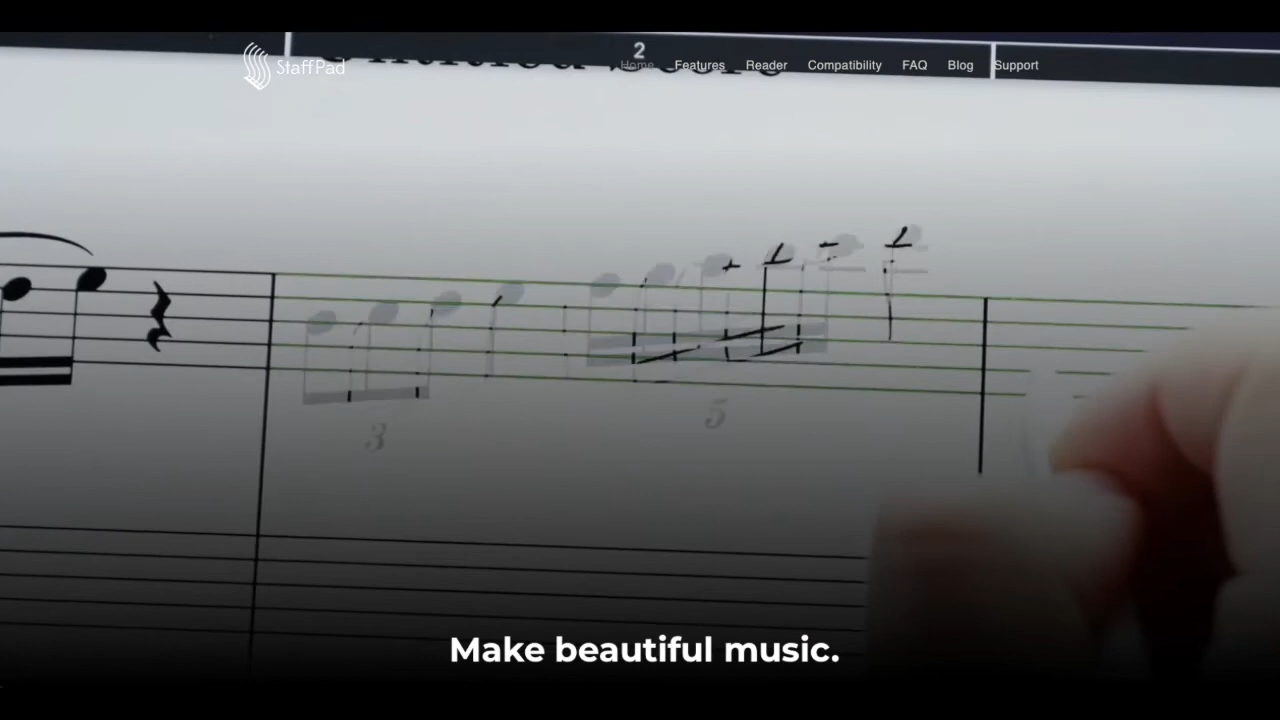 2
StaffPad
Home Features Reader Compatibility FAQ Blog Support
3
5
Make beautiful music.